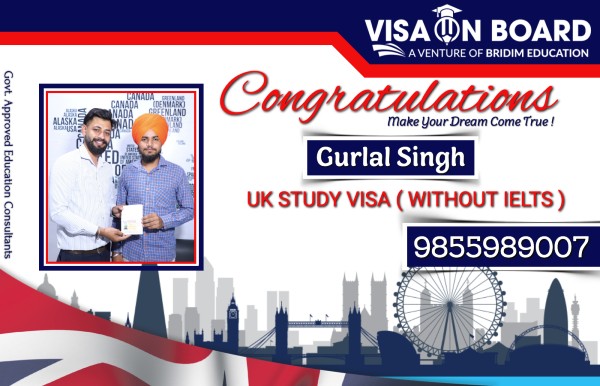 VISA ON BOARD
A VENTURE OF BRIDIM EDUCATION
Govt. Approved Education Consultants
Congratulations
Make Your Dream Come True !
Gurlal Singh
UK STUDY VISA ( WITHOUT IELTS )
9855989007
CANADA
CANADA
ALASKA
ALASKA
GREENLAND
(DENMARK)
GREENLAND